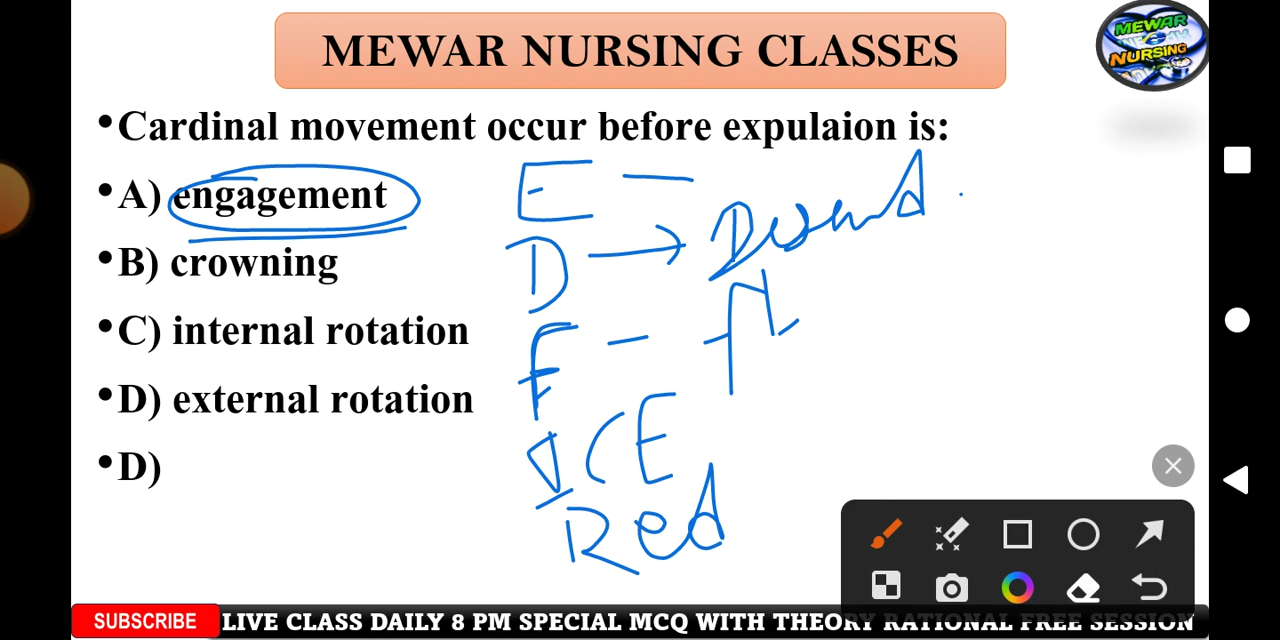 MEWAR NURSING CLASSES
MEWAR
NURSING
•Cardinal movement occur before expulaion is:
•A) engagement
•B) crowning
•C) internal rotation
•D) external rotation
•D)
E —
D → Descend
F –
I C E
Red
SUBSCRIBE LIVE CLASS DAILY 8 PM SPECIAL MCQ WITH THEORY RATIONAL FREE SESSION